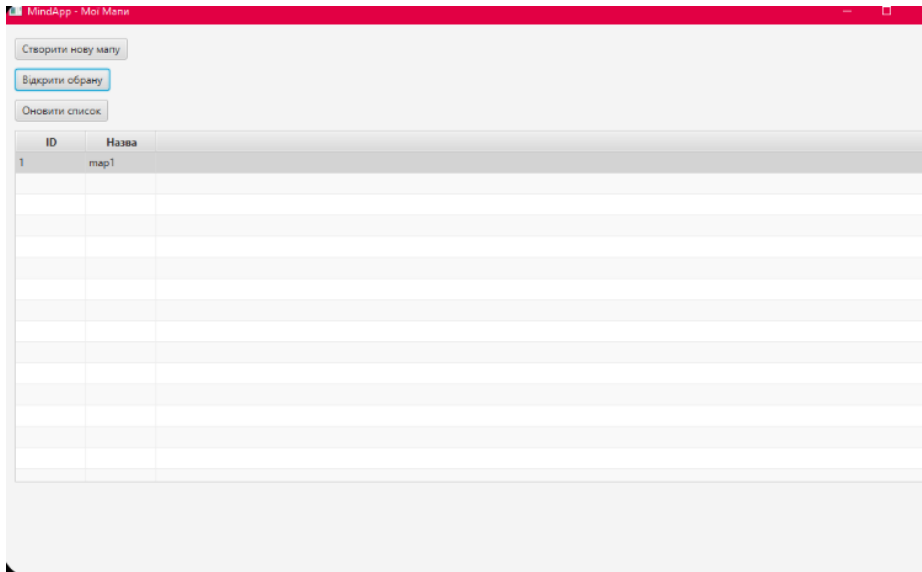 MindApp - Мої Мапи
Створити нову мапу
Відкрити обрану
Оновити список
ID Назва
1 map1